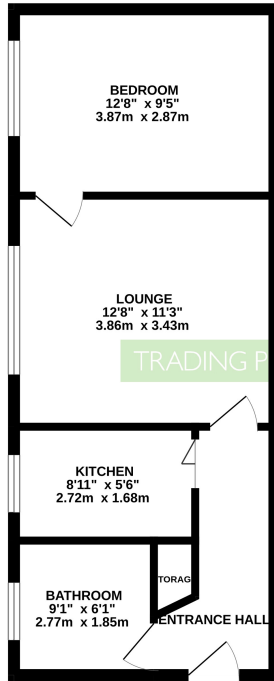 BEDROOM
12'8" x 9'5"
3.87m x 2.87m
LOUNGE
12'8" x 11'3"
3.86m x 3.43m
TRADING P
KITCHEN
8'11" x 5'6"
2.72m x 1.68m
TORAG
BATHROOM
9'1" x 6'1"
2.77m x 1.85m
ENTRANCE HALL